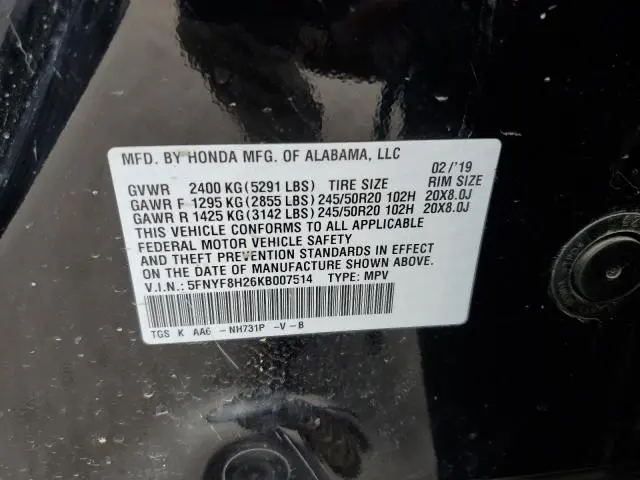 MFD. BY HONDA MFG. OF ALABAMA, LLC 02/'19
GVWR 2400 KG (5291 LBS) TIRE SIZE RIM SIZE
GAWR F 1295 KG (2855 LBS) 245/50R20 102H 20X8.0J
GAWR R 1425 KG (3142 LBS) 245/50R20 102H 20X8.0J
THIS VEHICLE CONFORMS TO ALL APPLICABLE
FEDERAL MOTOR VEHICLE SAFETY
AND THEFT PREVENTION STANDARDS IN EFFECT
ON THE DATE OF MANUFACTURE SHOWN ABOVE.
V.I.N.: 5FNYF8H26KB007514 TYPE: MPV
TGS K AA6 -NH731P -V-B